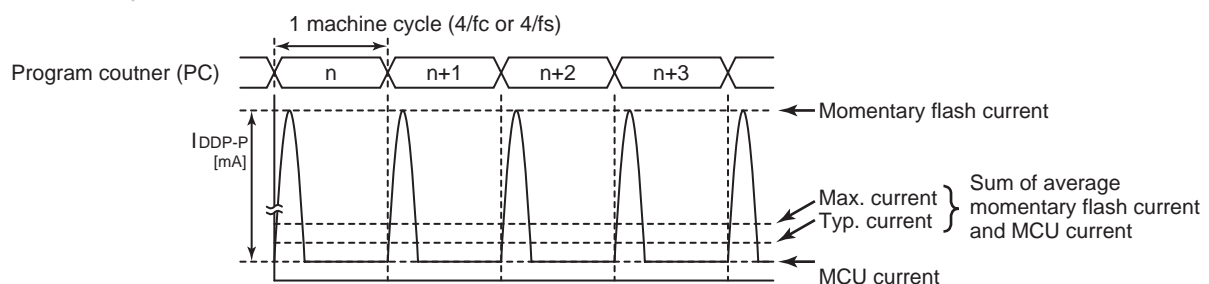 1 machine cycle (4/fc or 4/fs)
Program coutner (PC)
n
n+1
n+2
n+3
Momentary flash current
IDDP-P
[mA]
Max. current
Typ. current
Sum of average
momentary flash current
and MCU current
MCU current